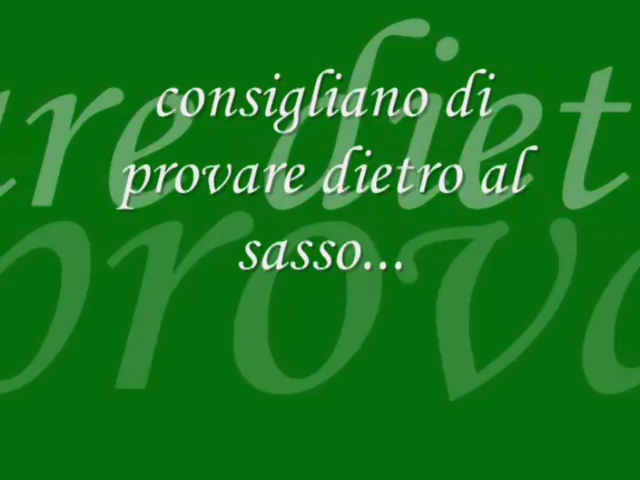 consigliano di
provare dietro al
sasso...